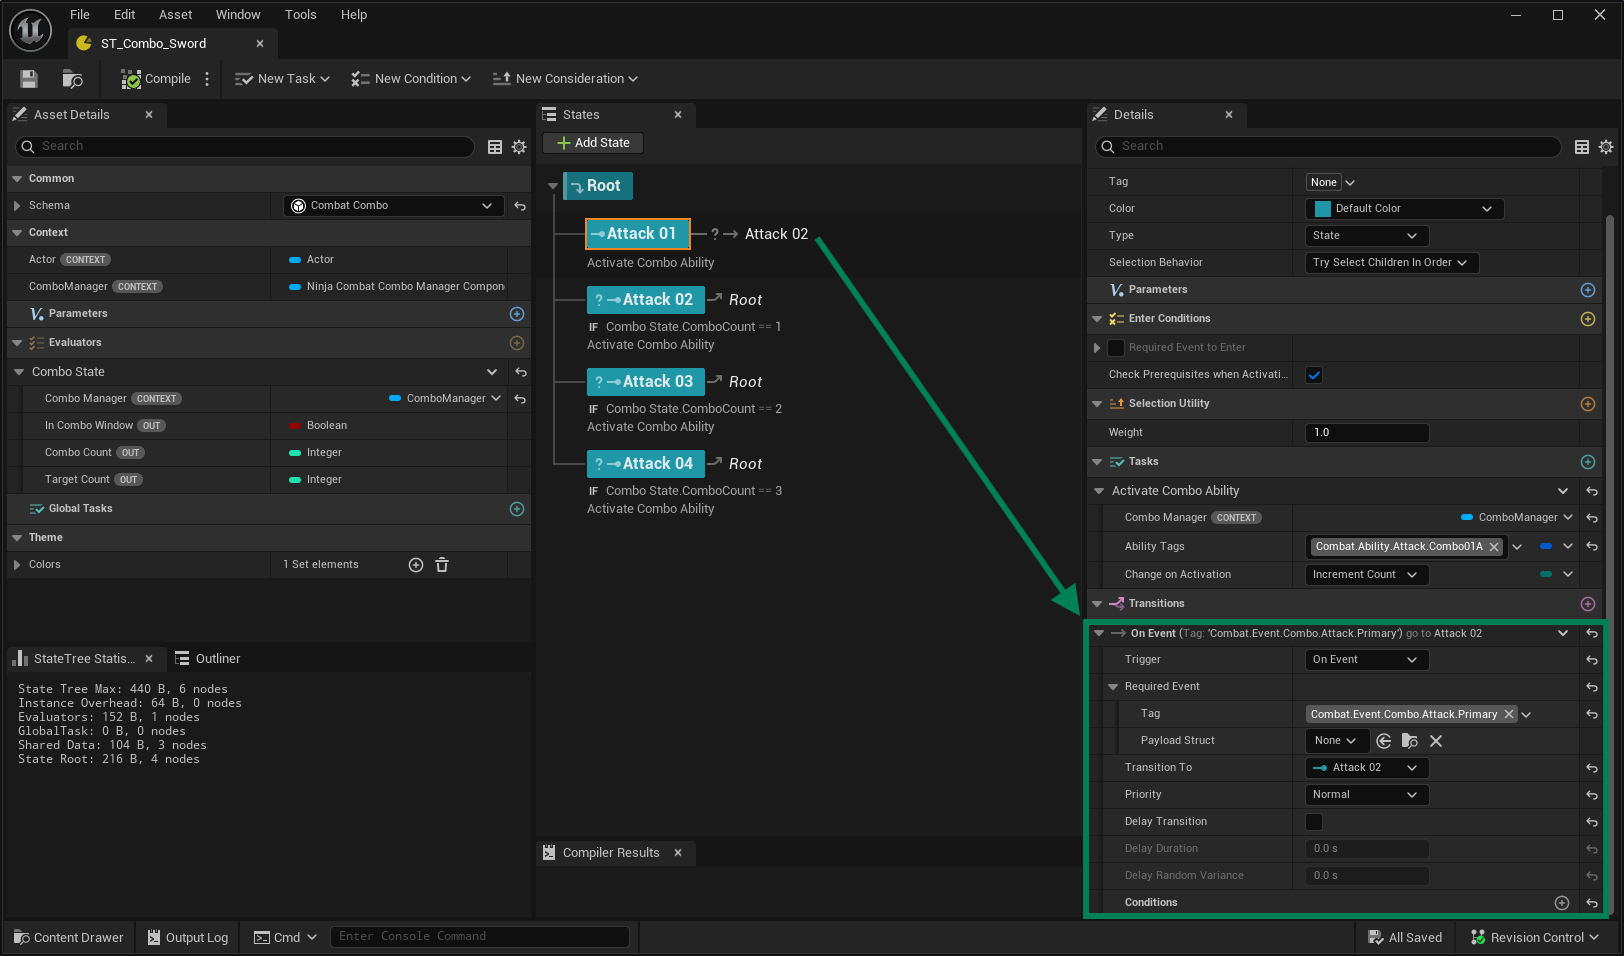 File Edit Asset Window Tools Help
ST_Combo_Sword
Compile New Task New Condition New Consideration
Asset Details
Search
Common
Schema Combat Combo
Context
Actor CONTEXT Actor
ComboManager CONTEXT Ninja Combat Combo Manager Compon
Parameters
Evaluators
Combo State
Combo Manager CONTEXT ComboManager
In Combo Window OUT Boolean
Combo Count OUT Integer
Target Count OUT Integer
Global Tasks
Theme
Colors 1 Set elements
StateTree Statis... Outliner
State Tree Max: 440 B, 6 nodes
Instance Overhead: 64 B, 0 nodes
Evaluators: 152 B, 1 nodes
GlobalTask: 0 B, 0 nodes
Shared Data: 104 B, 3 nodes
State Root: 216 B, 4 nodes
States
Add State
Root
Attack 01 ? Attack 02
Activate Combo Ability
? Attack 02 Root
IF Combo State.ComboCount == 1
Activate Combo Ability
? Attack 03 Root
IF Combo State.ComboCount == 2
Activate Combo Ability
? Attack 04 Root
IF Combo State.ComboCount == 3
Activate Combo Ability
Compiler Results
Details
Search
Tag None
Color Default Color
Type State
Selection Behavior Try Select Children In Order
Parameters
Enter Conditions
Required Event to Enter
Check Prerequisites when Activati...
Selection Utility
Weight 1.0
Tasks
Activate Combo Ability
Combo Manager CONTEXT ComboManager
Ability Tags Combat.Ability.Attack.Combo01A
Change on Activation Increment Count
Transitions
On Event (Tag: 'Combat.Event.Combo.Attack.Primary') go to Attack 02
Trigger On Event
Required Event
Tag Combat.Event.Combo.Attack.Primary
Payload Struct None
Transition To Attack 02
Priority Normal
Delay Transition
Delay Duration 0.0 s
Delay Random Variance 0.0 s
Conditions
Content Drawer Output Log Cmd Enter Console Command All Saved Revision Control